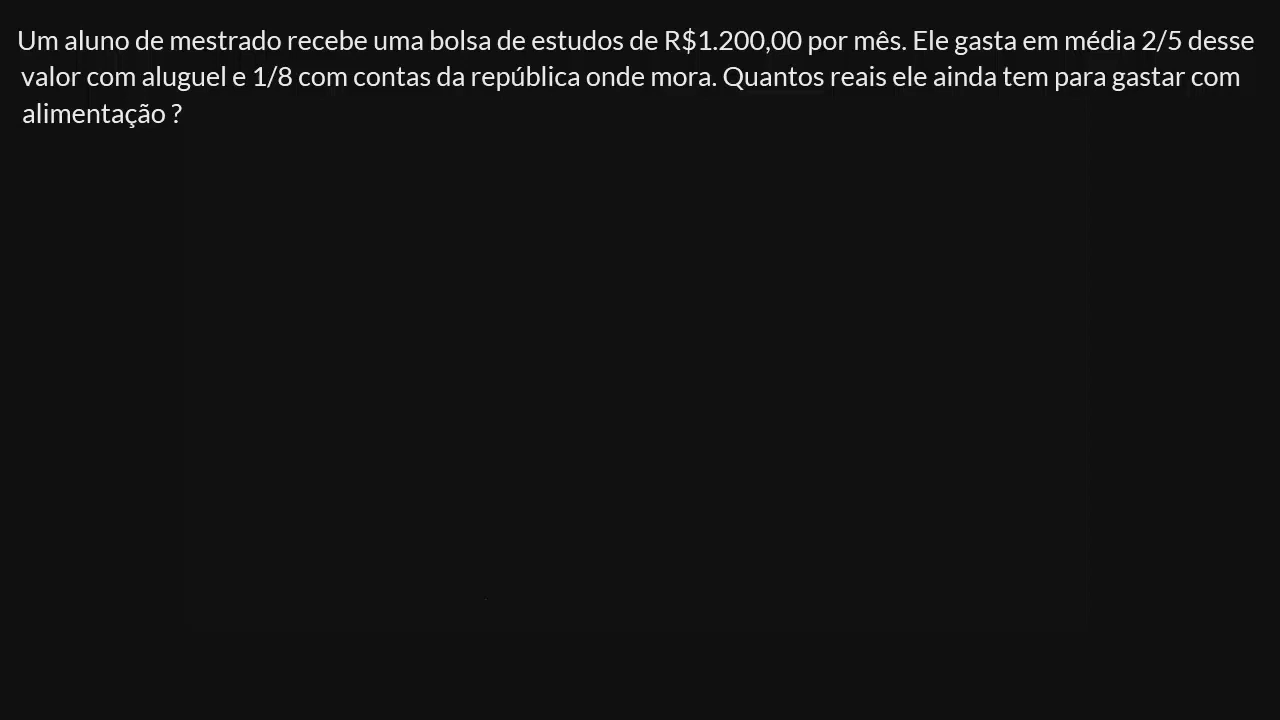 Um aluno de mestrado recebe uma bolsa de estudos de R$1.200,00 por mês. Ele gasta em média 2/5 desse
valor com aluguel e 1/8 com contas da república onde mora. Quantos reais ele ainda tem para gastar com
alimentação ?